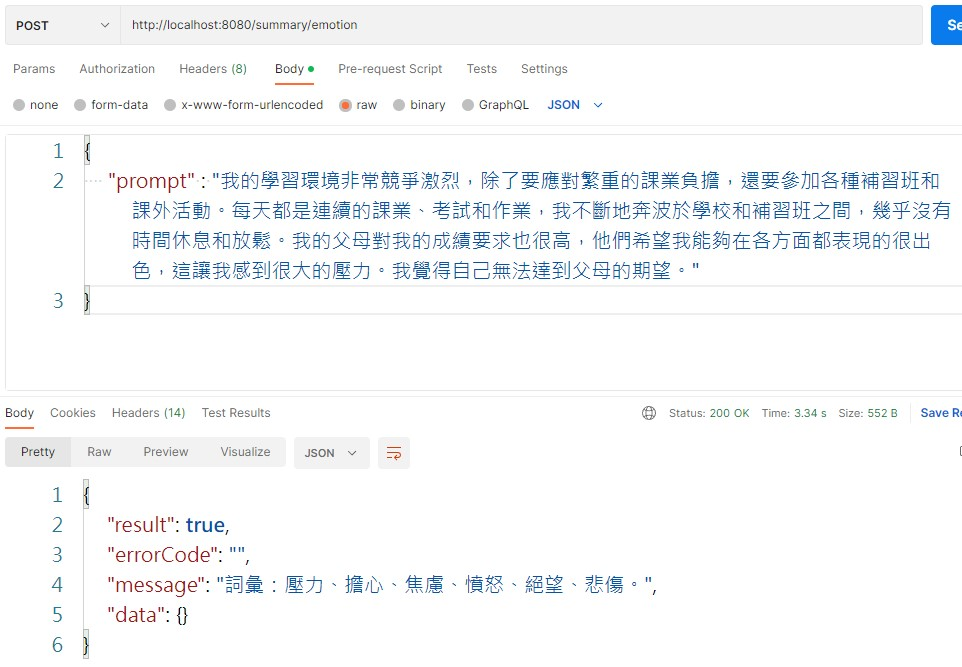 POST http://localhost:8080/summary/emotion Se
Params Authorization Headers (8) Body Pre-request Script Tests Settings
none form-data x-www-form-urlencoded raw binary GraphQL JSON
1 {
2 "prompt" : "我的學習環境非常競爭激烈，除了要應對繁重的課業負擔，還要參加各種補習班和
課外活動。每天都是連續的課業、考試和作業，我不斷地奔波於學校和補習班之間，幾乎沒有
時間休息和放鬆。我的父母對我的成績要求也很高，他們希望我能夠在各方面都表現的很出
色，這讓我感到很大的壓力。我覺得自己無法達到父母的期望。"
3 }
Body Cookies Headers (14) Test Results Status: 200 OK Time: 3.34 s Size: 552 B Save Re
Pretty Raw Preview Visualize JSON
1 {
2 "result": true,
3 "errorCode": "",
4 "message": "詞彙：壓力、擔心、焦慮、憤怒、絕望、悲傷。",
5 "data": {}
6 }